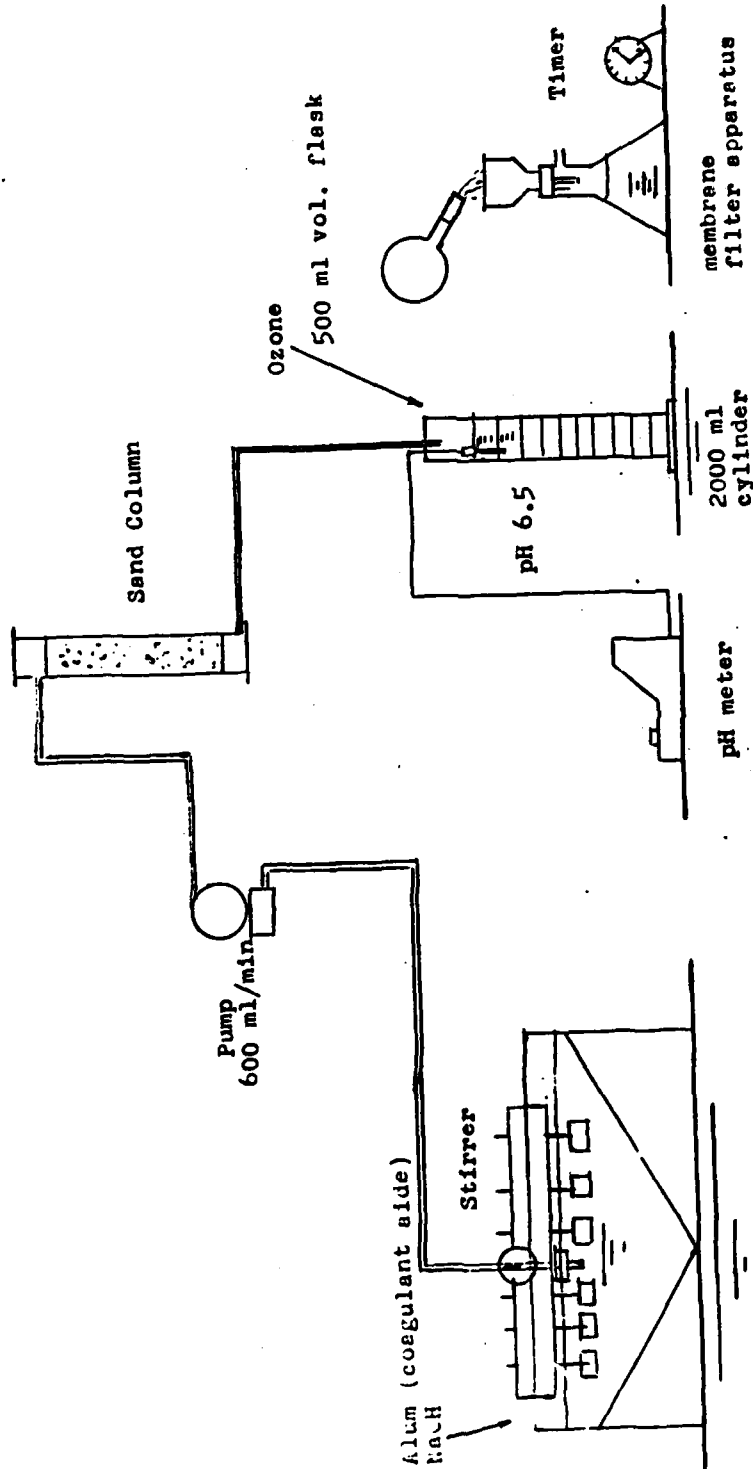 Alum (coagulant aide)
NaOH
Stirrer
Pump
600 ml/min
Sand Column
pH meter
pH 6.5
Ozone
2000 ml
cylinder
500 ml vol. flask
membrane
filter apparatus
Timer